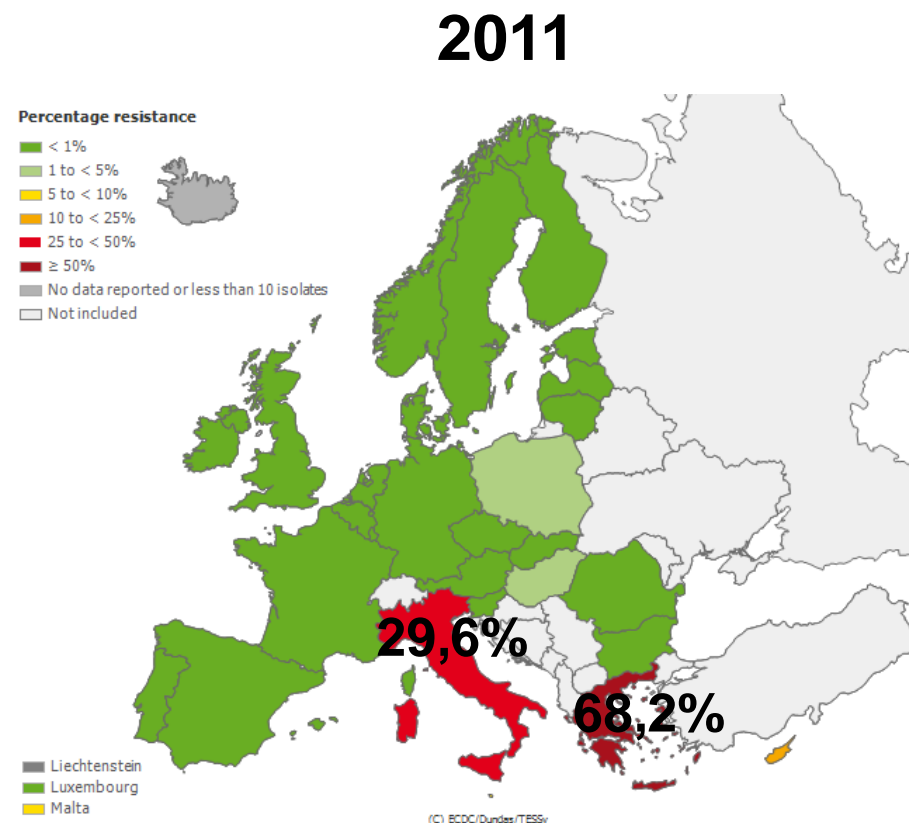 2011
Percentage resistance
< 1%
1 to < 5%
5 to < 10%
10 to < 25%
25 to < 50%
≥ 50%
No data reported or less than 10 isolates
Not included
29,6%
68,2%
Liechtenstein
Luxembourg
Malta
(C) ECDC/Dundas/TESSy